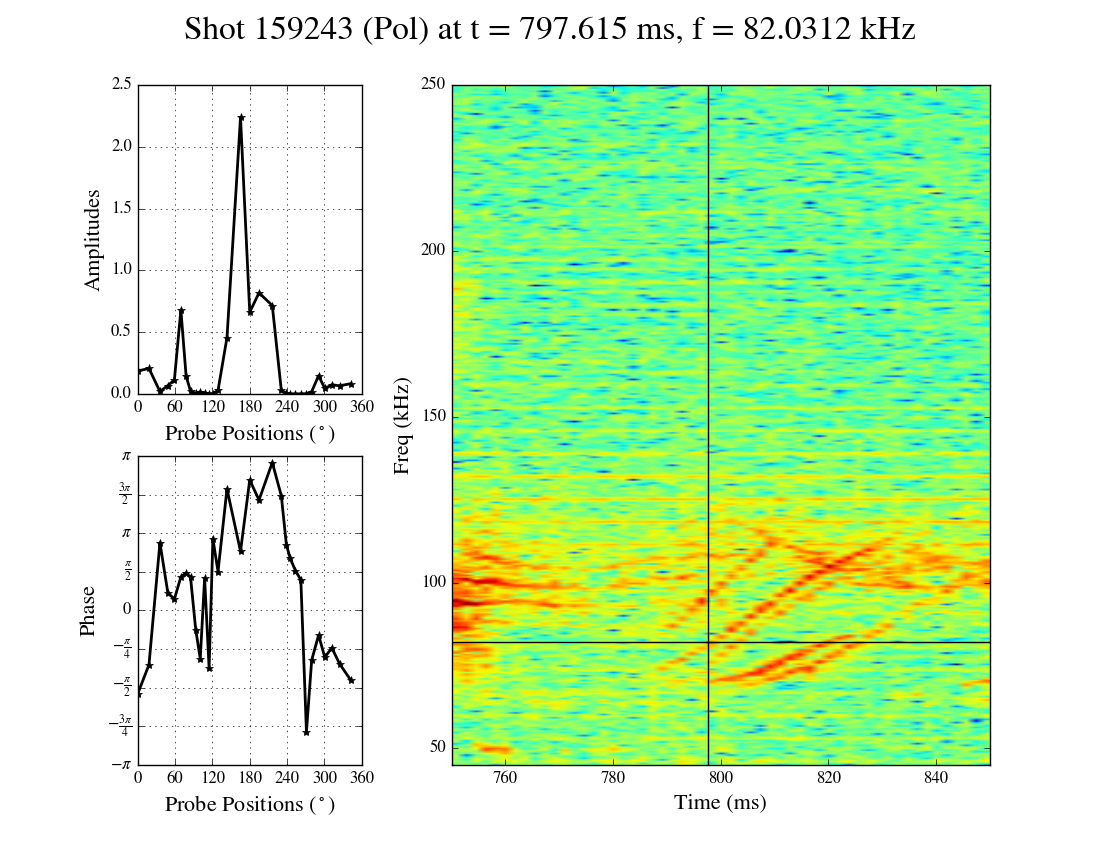 Shot 159243 (Pol) at t = 797.615 ms, f = 82.0312 kHz
2.5
2.0
1.5
1.0
0.5
0.0
Amplitudes
0 60 120 180 240 300 360
Probe Positions (°)
π
3π/2
π
π/2
0
−π/4
−π/2
−3π/4
−π
Phase
0 60 120 180 240 300 360
Probe Positions (°)
250
200
150
100
50
Freq (kHz)
760 780 800 820 840
Time (ms)